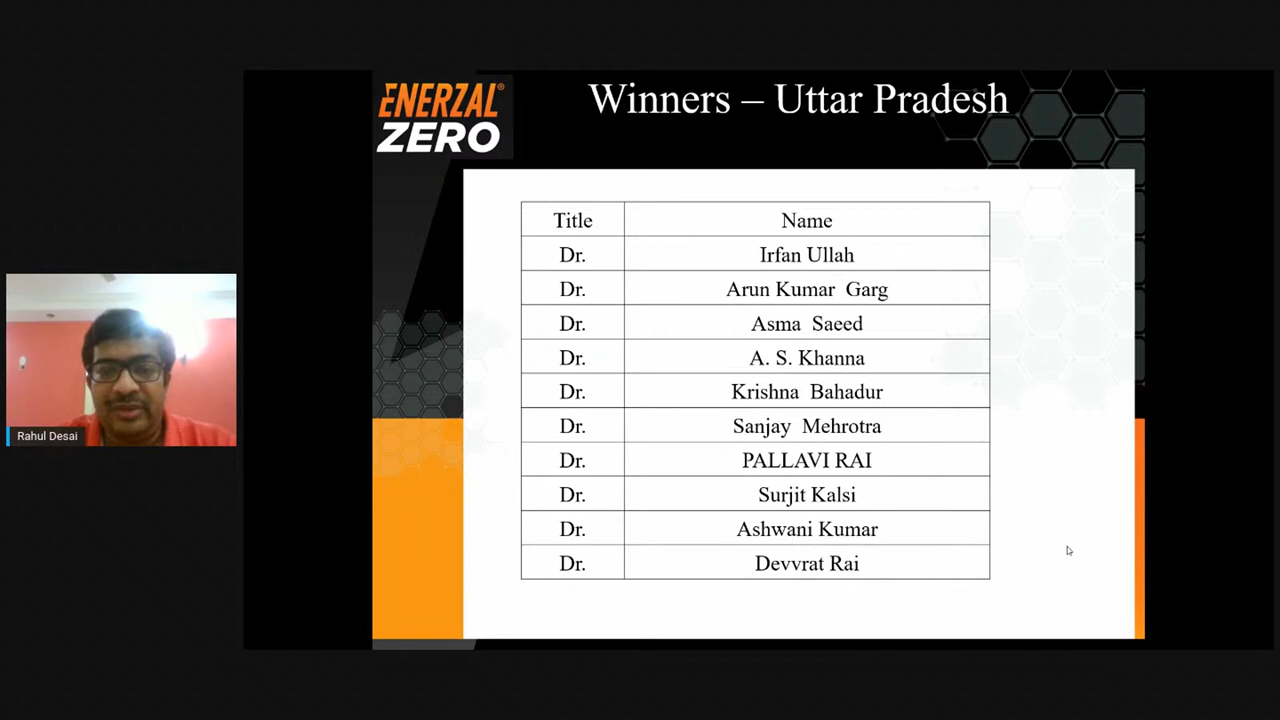 ENERZAL®
ZERO
Winners – Uttar Pradesh
Title Name
Dr. Irfan Ullah
Dr. Arun Kumar Garg
Dr. Asma Saeed
Dr. A. S. Khanna
Dr. Krishna Bahadur
Dr. Sanjay Mehrotra
Dr. PALLAVI RAI
Dr. Surjit Kalsi
Dr. Ashwani Kumar
Dr. Devvrat Rai
Rahul Desai